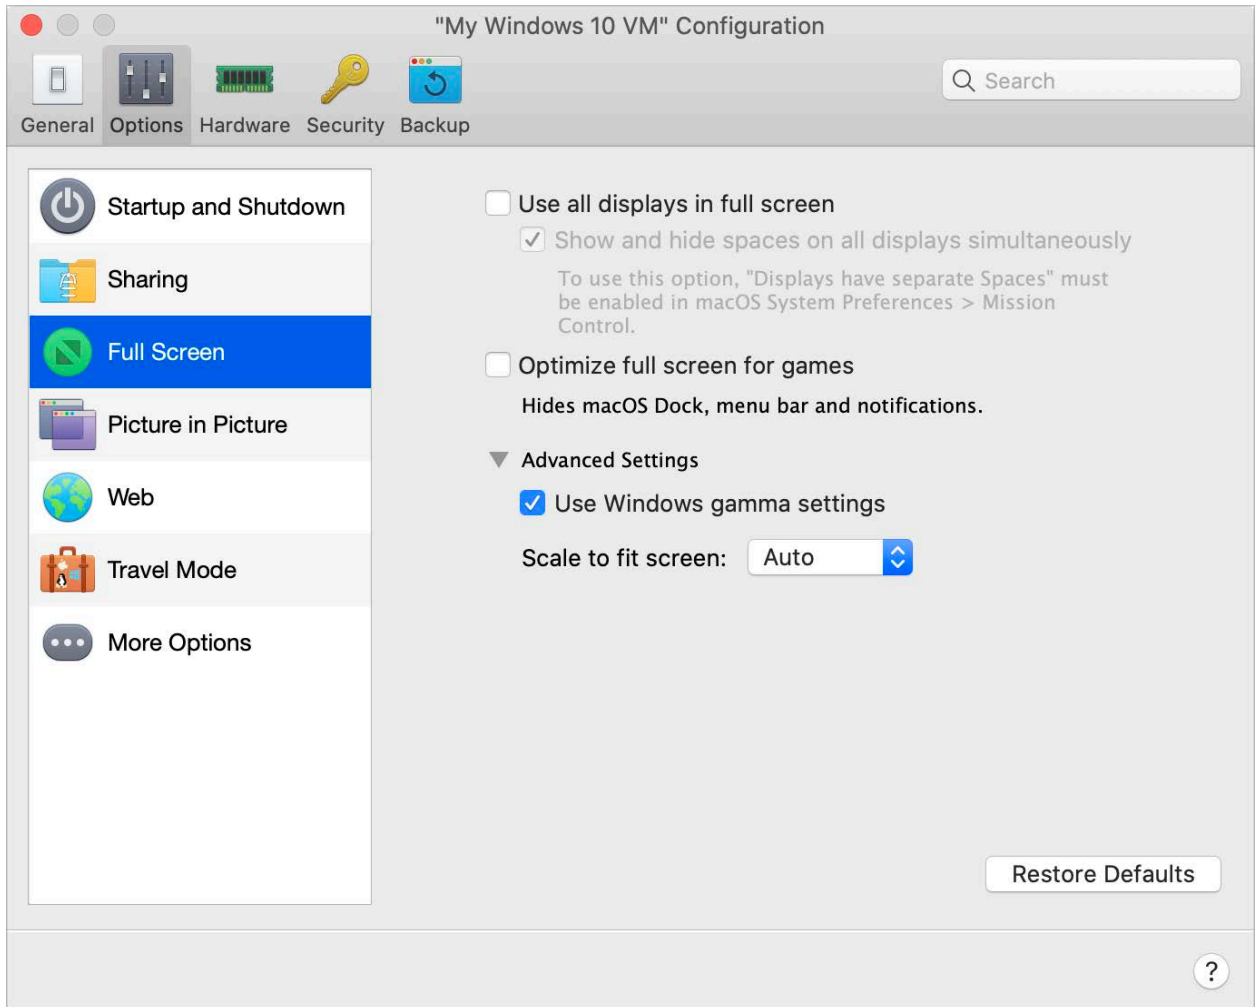 "My Windows 10 VM" Configuration
General Options Hardware Security Backup
Search
Startup and Shutdown
Sharing
Full Screen
Picture in Picture
Web
Travel Mode
More Options
Use all displays in full screen
Show and hide spaces on all displays simultaneously
To use this option, "Displays have separate Spaces" must
be enabled in macOS System Preferences > Mission
Control.
Optimize full screen for games
Hides macOS Dock, menu bar and notifications.
Advanced Settings
Use Windows gamma settings
Scale to fit screen: Auto
Restore Defaults
?